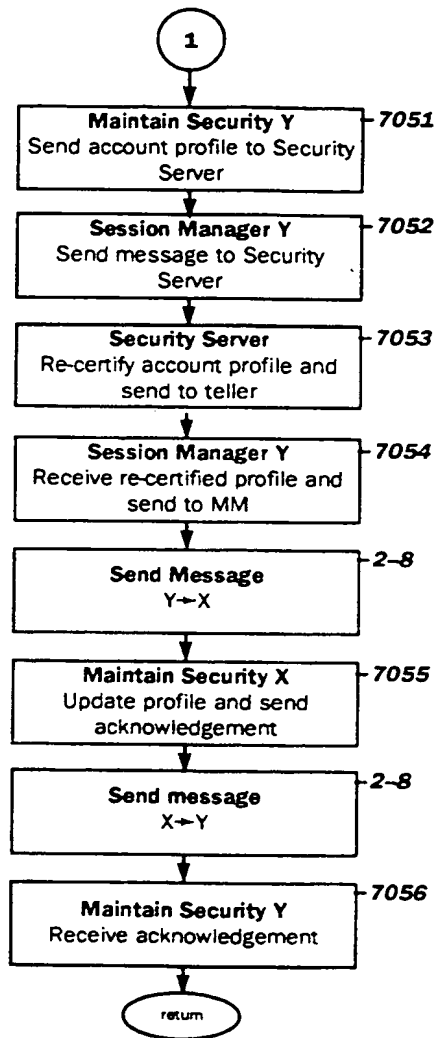 1
Maintain Security Y
7051
Send account profile to Security
Server
Session Manager Y
7052
Send message to Security
Server
Security Server
7053
Re-certify account profile and
send to teller
Session Manager Y
7054
Receive re-certified profile and
send to MM
Send Message
2-8
Y→X
Maintain Security X
7055
Update profile and send
acknowledgement
Send message
2-8
X→Y
Maintain Security Y
7056
Receive acknowledgement
return